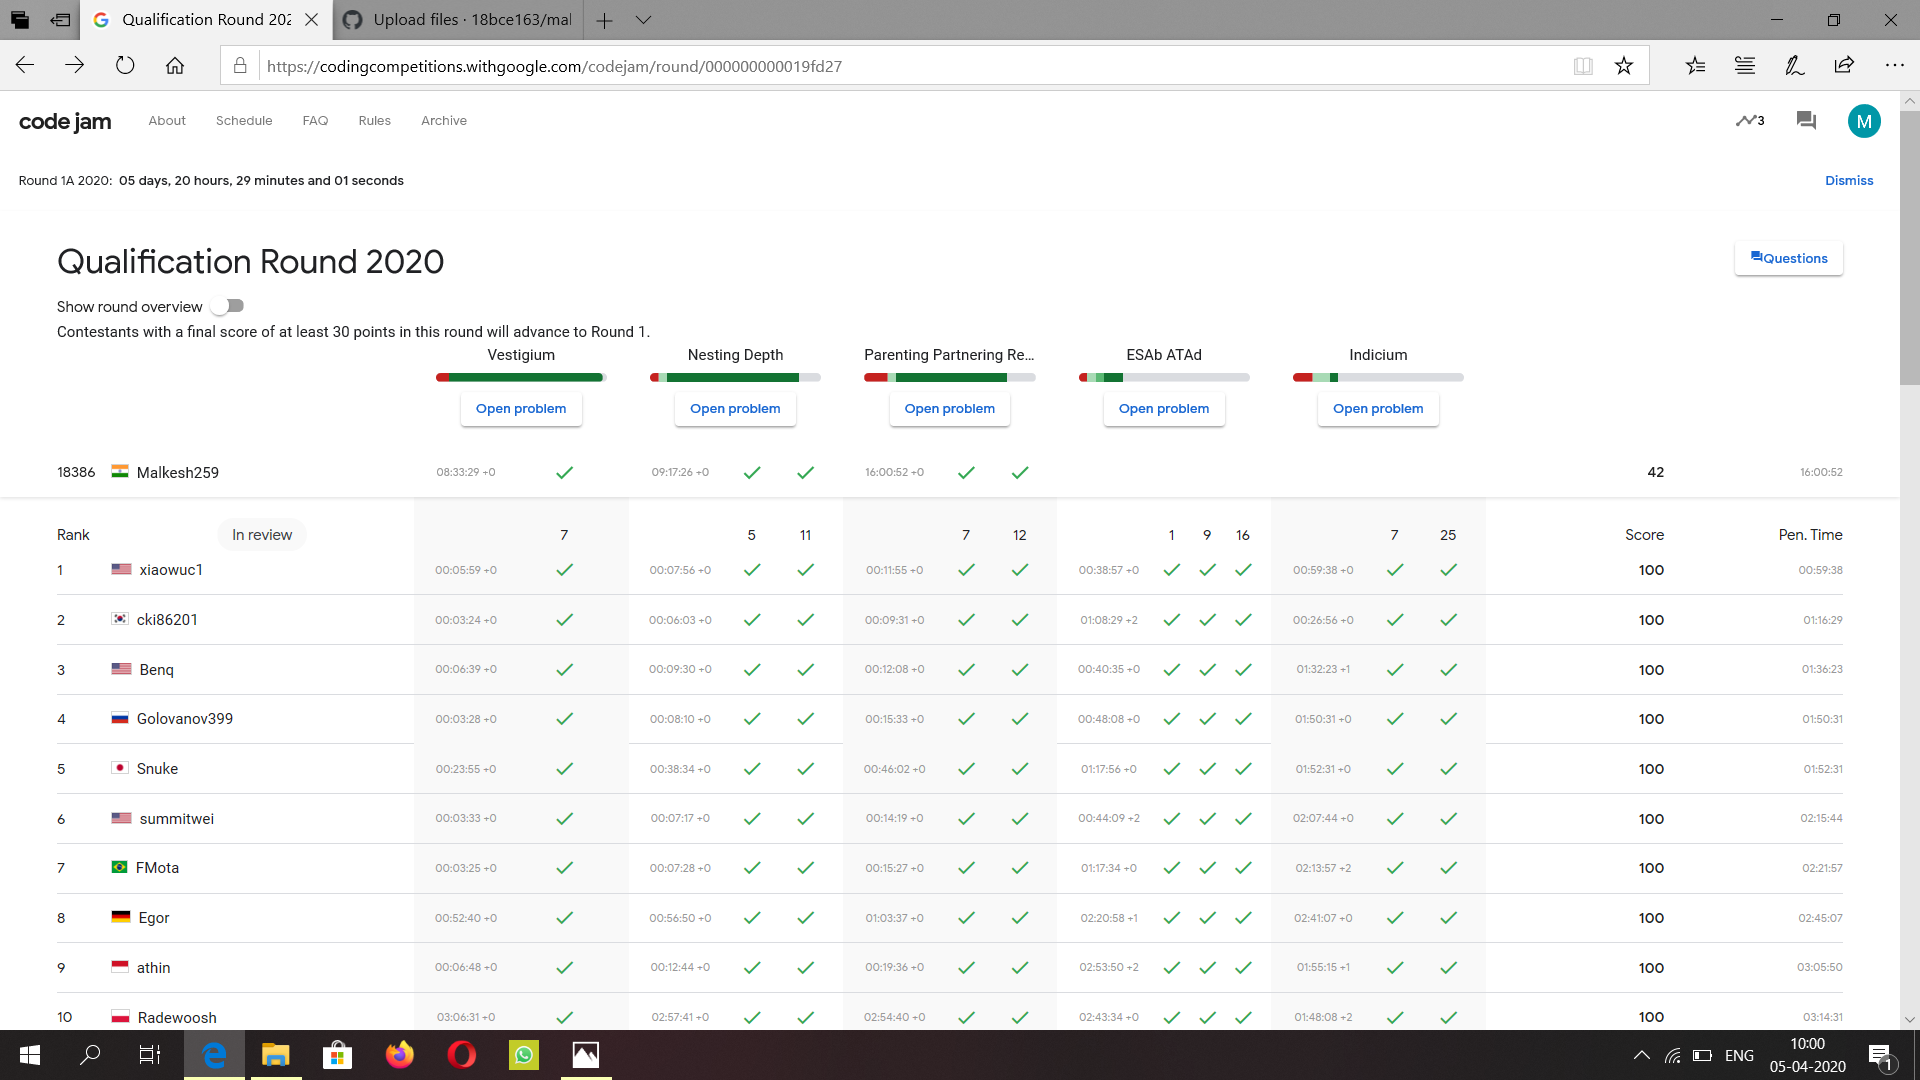 Qualification Round 202
Upload files · 18bce163/mal
https://codingcompetitions.withgoogle.com/codejam/round/000000000019fd27
code jam About Schedule FAQ Rules Archive 3 M
Round 1A 2020: 05 days, 20 hours, 29 minutes and 01 seconds Dismiss
Qualification Round 2020 Questions
Show round overview
Contestants with a final score of at least 30 points in this round will advance to Round 1.
Vestigium Nesting Depth Parenting Partnering Re... ESAb ATAd Indicium
Open problem Open problem Open problem Open problem Open problem
18386 Malkesh259 08:33:29 +0 09:17:26 +0 16:00:52 +0 42 16:00:52
Rank In review 7 5 11 7 12 1 9 16 7 25 Score Pen. Time
1 xiaowuc1 00:05:59 +0 00:07:56 +0 00:11:55 +0 00:38:57 +0 00:59:38 +0 100 00:59:38
2 cki86201 00:03:24 +0 00:06:03 +0 00:09:31 +0 01:08:29 +2 00:26:56 +0 100 01:16:29
3 Benq 00:06:39 +0 00:09:30 +0 00:12:08 +0 00:40:35 +0 01:32:23 +1 100 01:36:23
4 Golovanov399 00:03:28 +0 00:08:10 +0 00:15:33 +0 00:48:08 +0 01:50:31 +0 100 01:50:31
5 Snuke 00:23:55 +0 00:38:34 +0 00:46:02 +0 01:17:56 +0 01:52:31 +0 100 01:52:31
6 summitwei 00:03:33 +0 00:07:17 +0 00:14:19 +0 00:44:09 +2 02:07:44 +0 100 02:15:44
7 FMota 00:03:25 +0 00:07:28 +0 00:15:27 +0 01:17:34 +0 02:13:57 +2 100 02:21:57
8 Egor 00:52:40 +0 00:56:50 +0 01:03:37 +0 02:20:58 +1 02:41:07 +0 100 02:45:07
9 athin 00:06:48 +0 00:12:44 +0 00:19:36 +0 02:53:50 +2 01:55:15 +1 100 03:05:50
10 Radewoosh 03:06:31 +0 02:57:41 +0 02:54:40 +0 02:43:34 +0 01:48:08 +2 100 03:14:31
ENG 10:00
05-04-2020 1